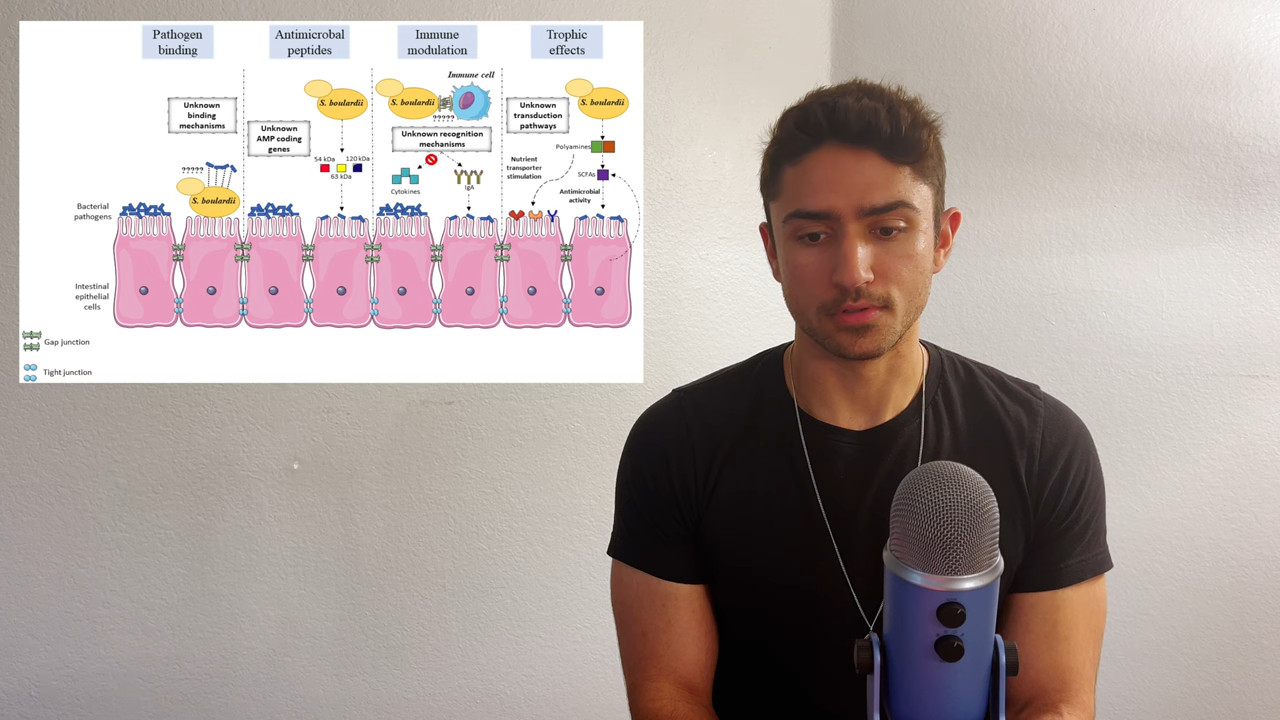 Pathogen
binding
Antimicrobial
peptides
Immune
modulation
Trophic
effects
Unknown
binding
mechanisms
?????
S. boulardii
Unknown
AMP coding
genes
S. boulardii
54 kDa
120 kDa
63 kDa
Immune cell
S. boulardii
?????
Unknown recognition
mechanisms
Cytokines
IgA
Unknown
transduction
pathways
S. boulardii
Polyamines
Nutrient
transporter
stimulation
SCFAs
Antimicrobial
activity
Bacterial
pathogens
Intestinal
epithelial
cells
Gap junction
Tight junction